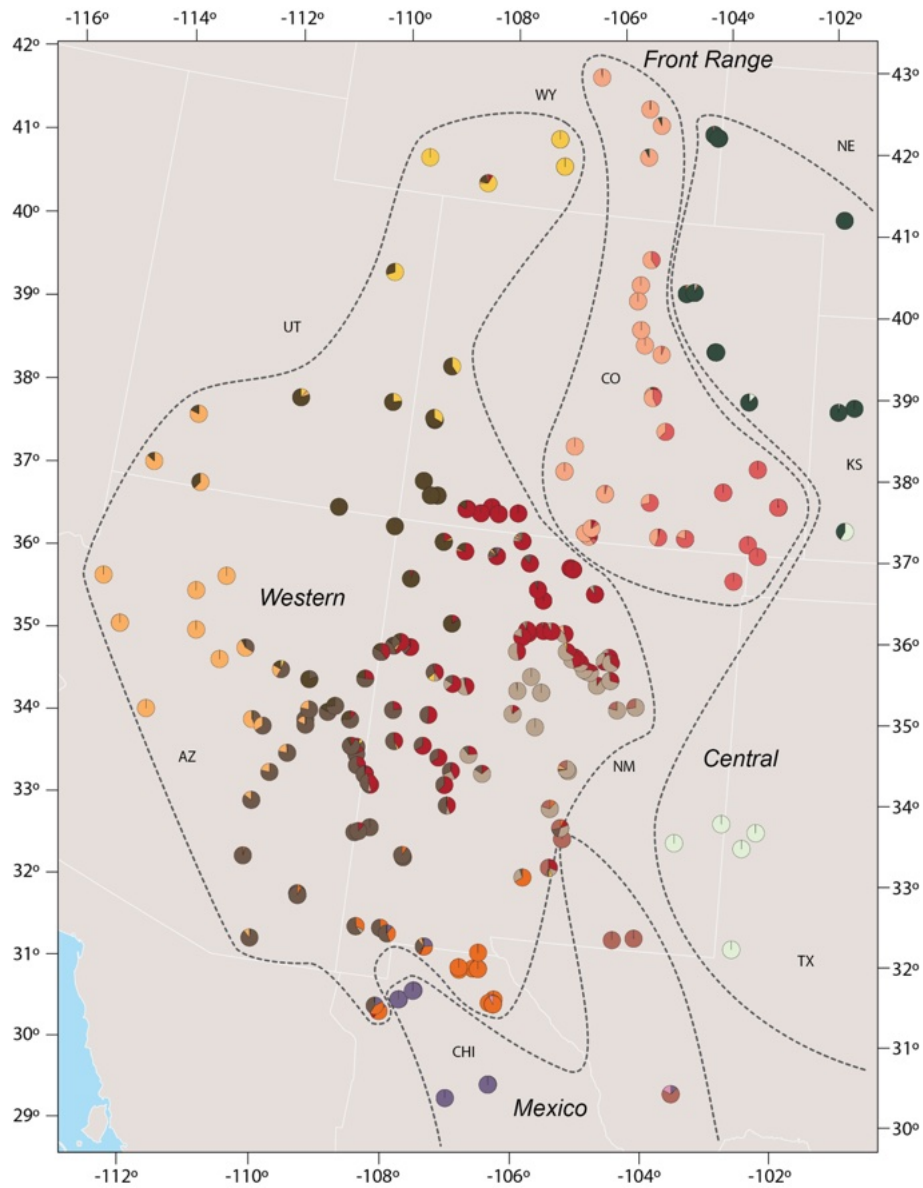 -116º -114º -110º -108º -106º -104º -102º
42º
Front Range
43º
WY
41º
NE
42º
40º
41º
39º
40º
UT
38º
CO
39º
37º
KS
38º
36º
37º
Western
35º
36º
34º
35º
AZ
NM
Central
33º
34º
32º
33º
31º
TX
32º
30º
CHI
31º
29º
Mexico
30º
-112º -110º -108º -106º -104º -102º